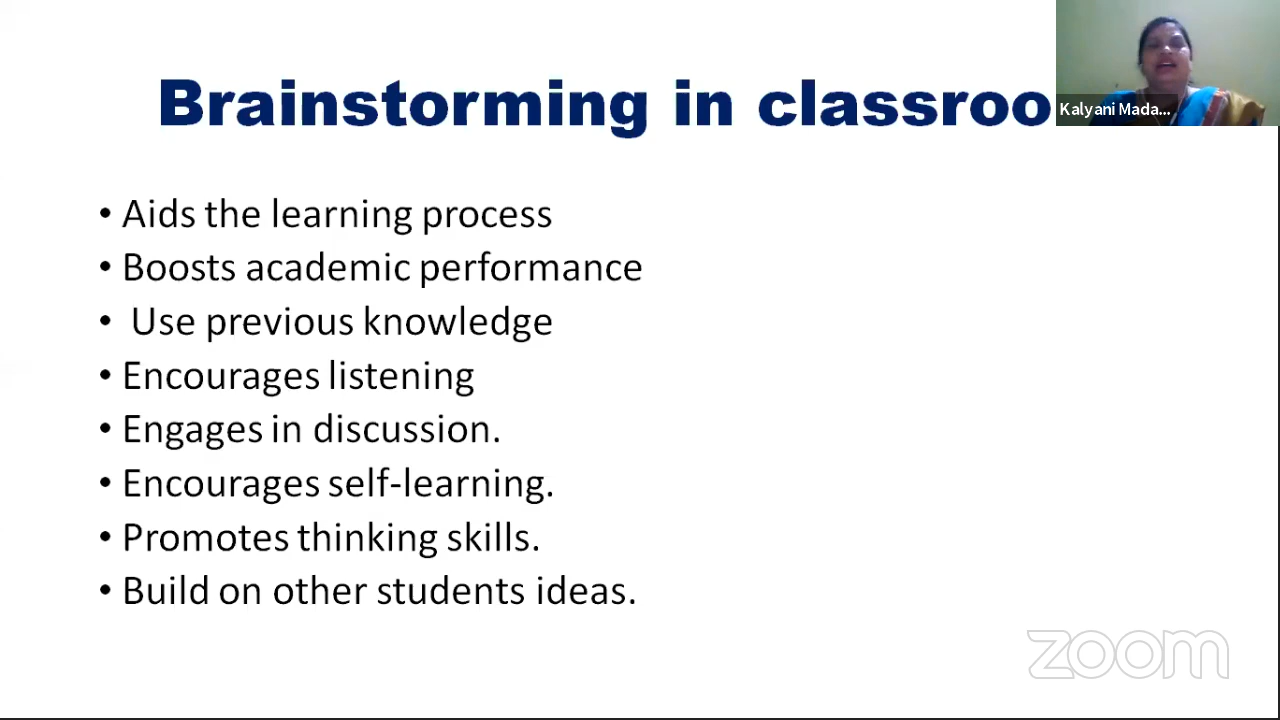 Brainstorming in classroo
Kalyani Mada...
• Aids the learning process
• Boosts academic performance
• Use previous knowledge
• Encourages listening
• Engages in discussion.
• Encourages self-learning.
• Promotes thinking skills.
• Build on other students ideas.
zoom